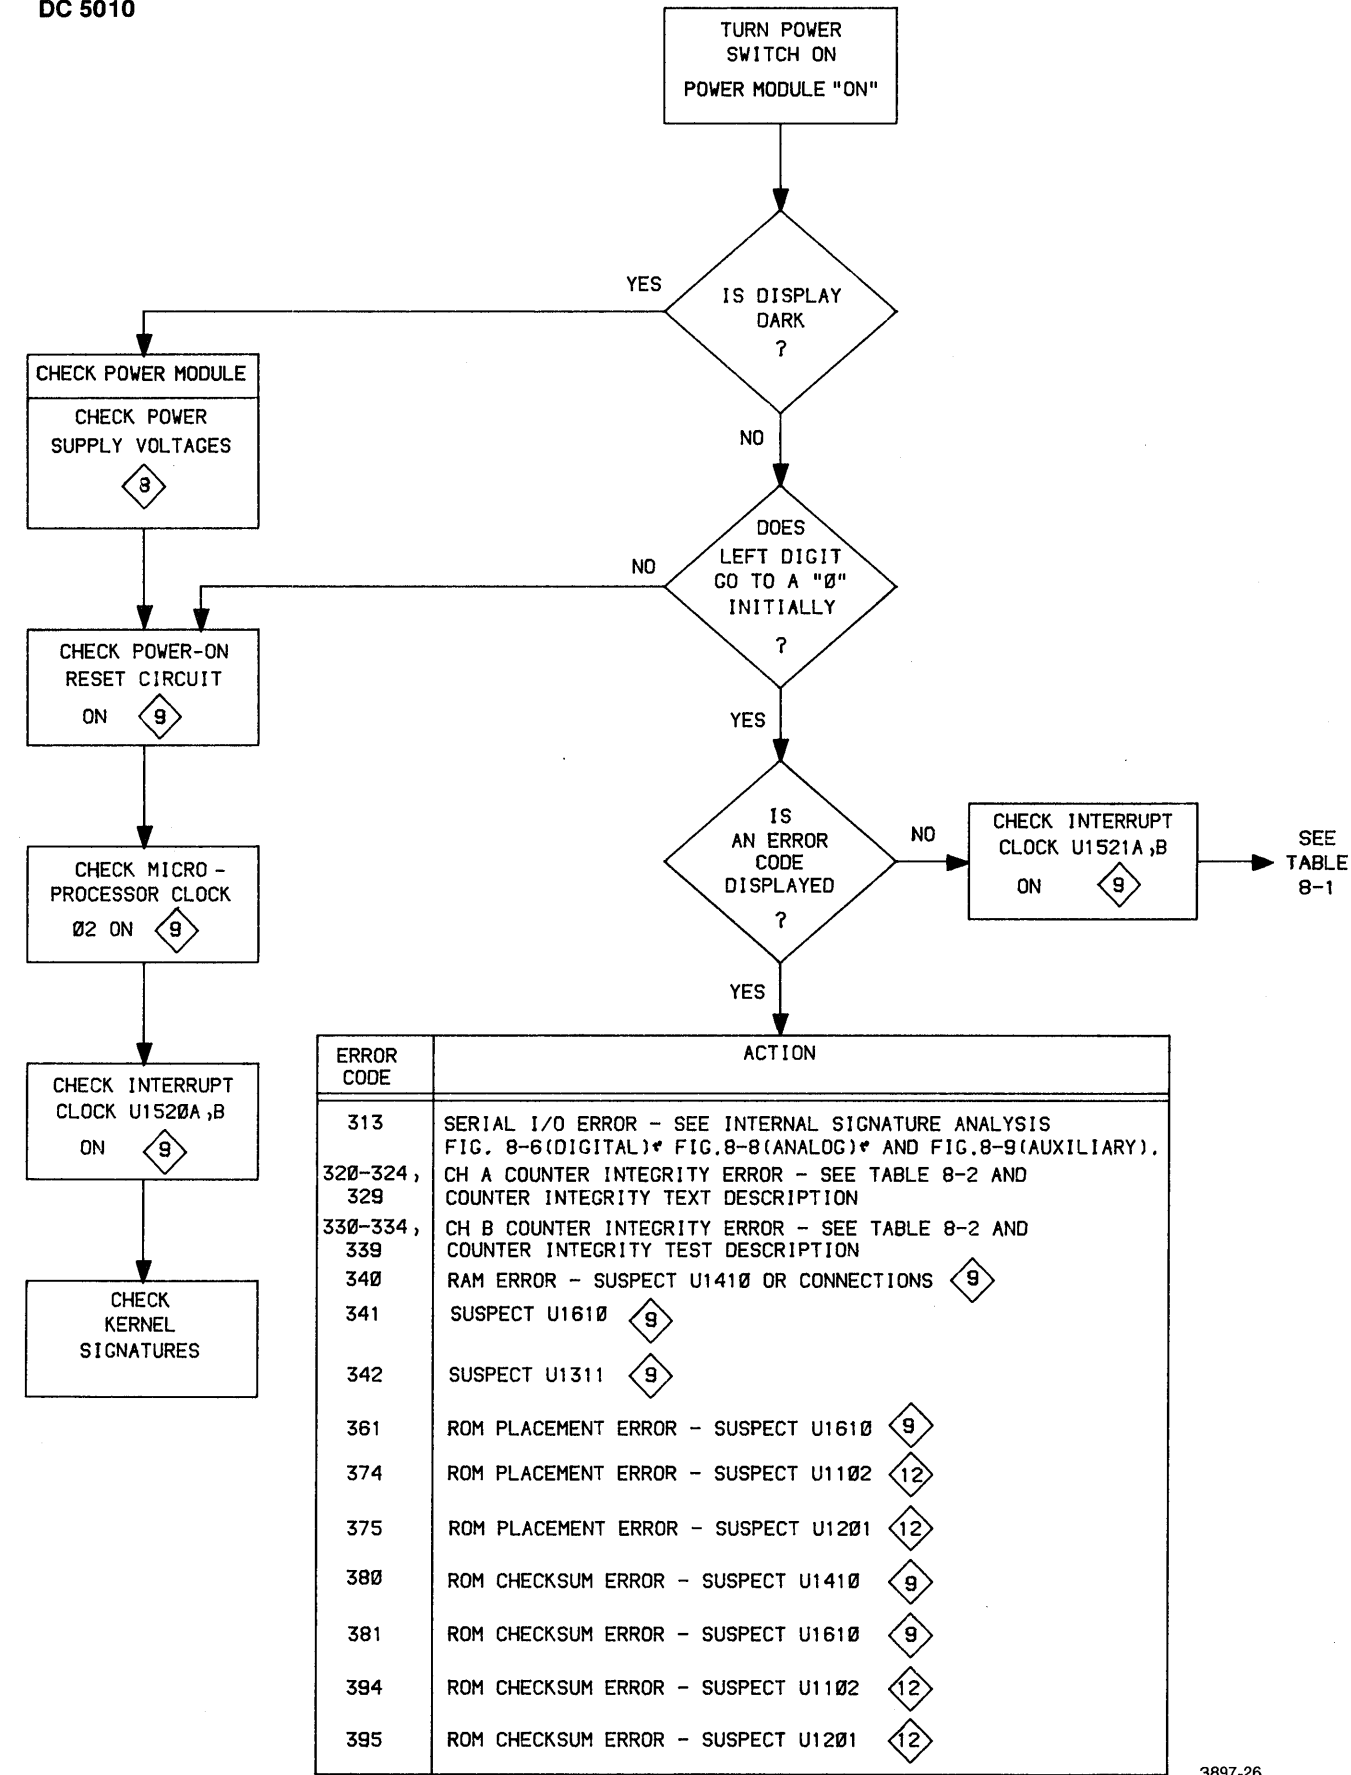 DC 5010
TURN POWER
SWITCH ON
POWER MODULE "ON"
IS DISPLAY
DARK
?
YES
NO
CHECK POWER MODULE
CHECK POWER
SUPPLY VOLTAGES
8
DOES
LEFT DIGIT
GO TO A "Ø"
INITIALLY
?
NO
YES
CHECK POWER-ON
RESET CIRCUIT
ON 9
IS
AN ERROR
CODE
DISPLAYED
?
NO
YES
CHECK INTERRUPT
CLOCK U1521A,B
ON 9
SEE
TABLE
8-1
CHECK MICRO-
PROCESSOR CLOCK
Ø2 ON 9
CHECK INTERRUPT
CLOCK U152ØA,B
ON 9
CHECK
KERNEL
SIGNATURES
ERROR
CODE
ACTION
313 SERIAL I/O ERROR - SEE INTERNAL SIGNATURE ANALYSIS
FIG. 8-6(DIGITAL), FIG.8-8(ANALOG), AND FIG.8-9(AUXILIARY).
32Ø-324, CH A COUNTER INTEGRITY ERROR - SEE TABLE 8-2 AND
329 COUNTER INTEGRITY TEXT DESCRIPTION
33Ø-334, CH B COUNTER INTEGRITY ERROR - SEE TABLE 8-2 AND
339 COUNTER INTEGRITY TEST DESCRIPTION
34Ø RAM ERROR - SUSPECT U141Ø OR CONNECTIONS 9
341 SUSPECT U161Ø 9
342 SUSPECT U1311 9
361 ROM PLACEMENT ERROR - SUSPECT U161Ø 9
374 ROM PLACEMENT ERROR - SUSPECT U11Ø2 12
375 ROM PLACEMENT ERROR - SUSPECT U12Ø1 12
38Ø ROM CHECKSUM ERROR - SUSPECT U141Ø 9
381 ROM CHECKSUM ERROR - SUSPECT U161Ø 9
394 ROM CHECKSUM ERROR - SUSPECT U11Ø2 12
395 ROM CHECKSUM ERROR - SUSPECT U12Ø1 12
3897-26